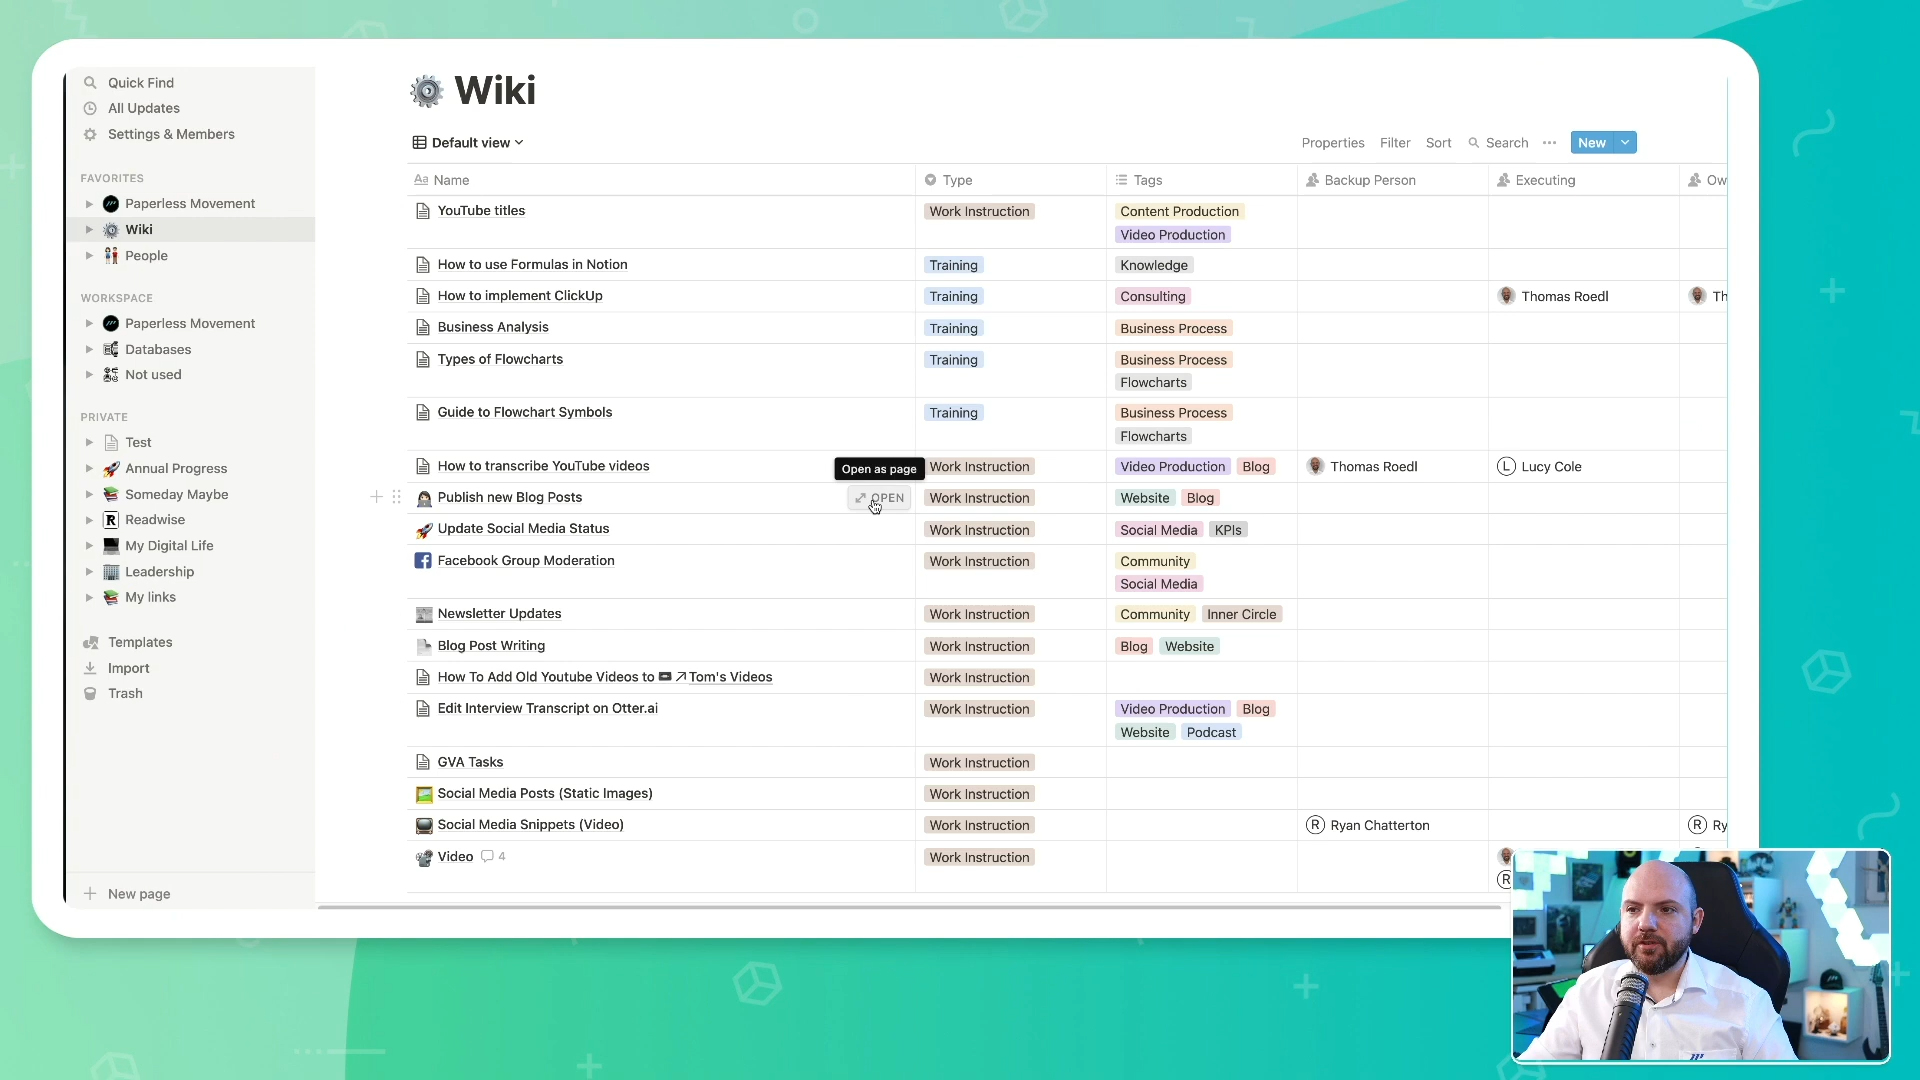 Quick Find
All Updates
Settings & Members
FAVORITES
Paperless Movement
Wiki
People
WORKSPACE
Paperless Movement
Databases
Not used
PRIVATE
Test
Annual Progress
Someday Maybe
R Readwise
My Digital Life
Leadership
My links
Templates
Import
Trash
New page
Wiki
Default view
Properties Filter Sort Search ••• New
Aa Name Type Tags Backup Person Executing Ow
YouTube titles Work Instruction Content Production
Video Production
How to use Formulas in Notion Training Knowledge
How to implement ClickUp Training Consulting Thomas Roedl Th
Business Analysis Training Business Process
Types of Flowcharts Training Business Process
Flowcharts
Guide to Flowchart Symbols Training Business Process
Flowcharts
How to transcribe YouTube videos Open as page Work Instruction Video Production Blog Thomas Roedl L Lucy Cole
Publish new Blog Posts OPEN Work Instruction Website Blog
Update Social Media Status Work Instruction Social Media KPIs
Facebook Group Moderation Work Instruction Community
Social Media
Newsletter Updates Work Instruction Community Inner Circle
Blog Post Writing Work Instruction Blog Website
How To Add Old Youtube Videos to Tom's Videos Work Instruction
Edit Interview Transcript on Otter.ai Work Instruction Video Production Blog
Website Podcast
GVA Tasks Work Instruction
Social Media Posts (Static Images) Work Instruction
Social Media Snippets (Video) Work Instruction R Ryan Chatterton R Ry
Video 4 Work Instruction
R